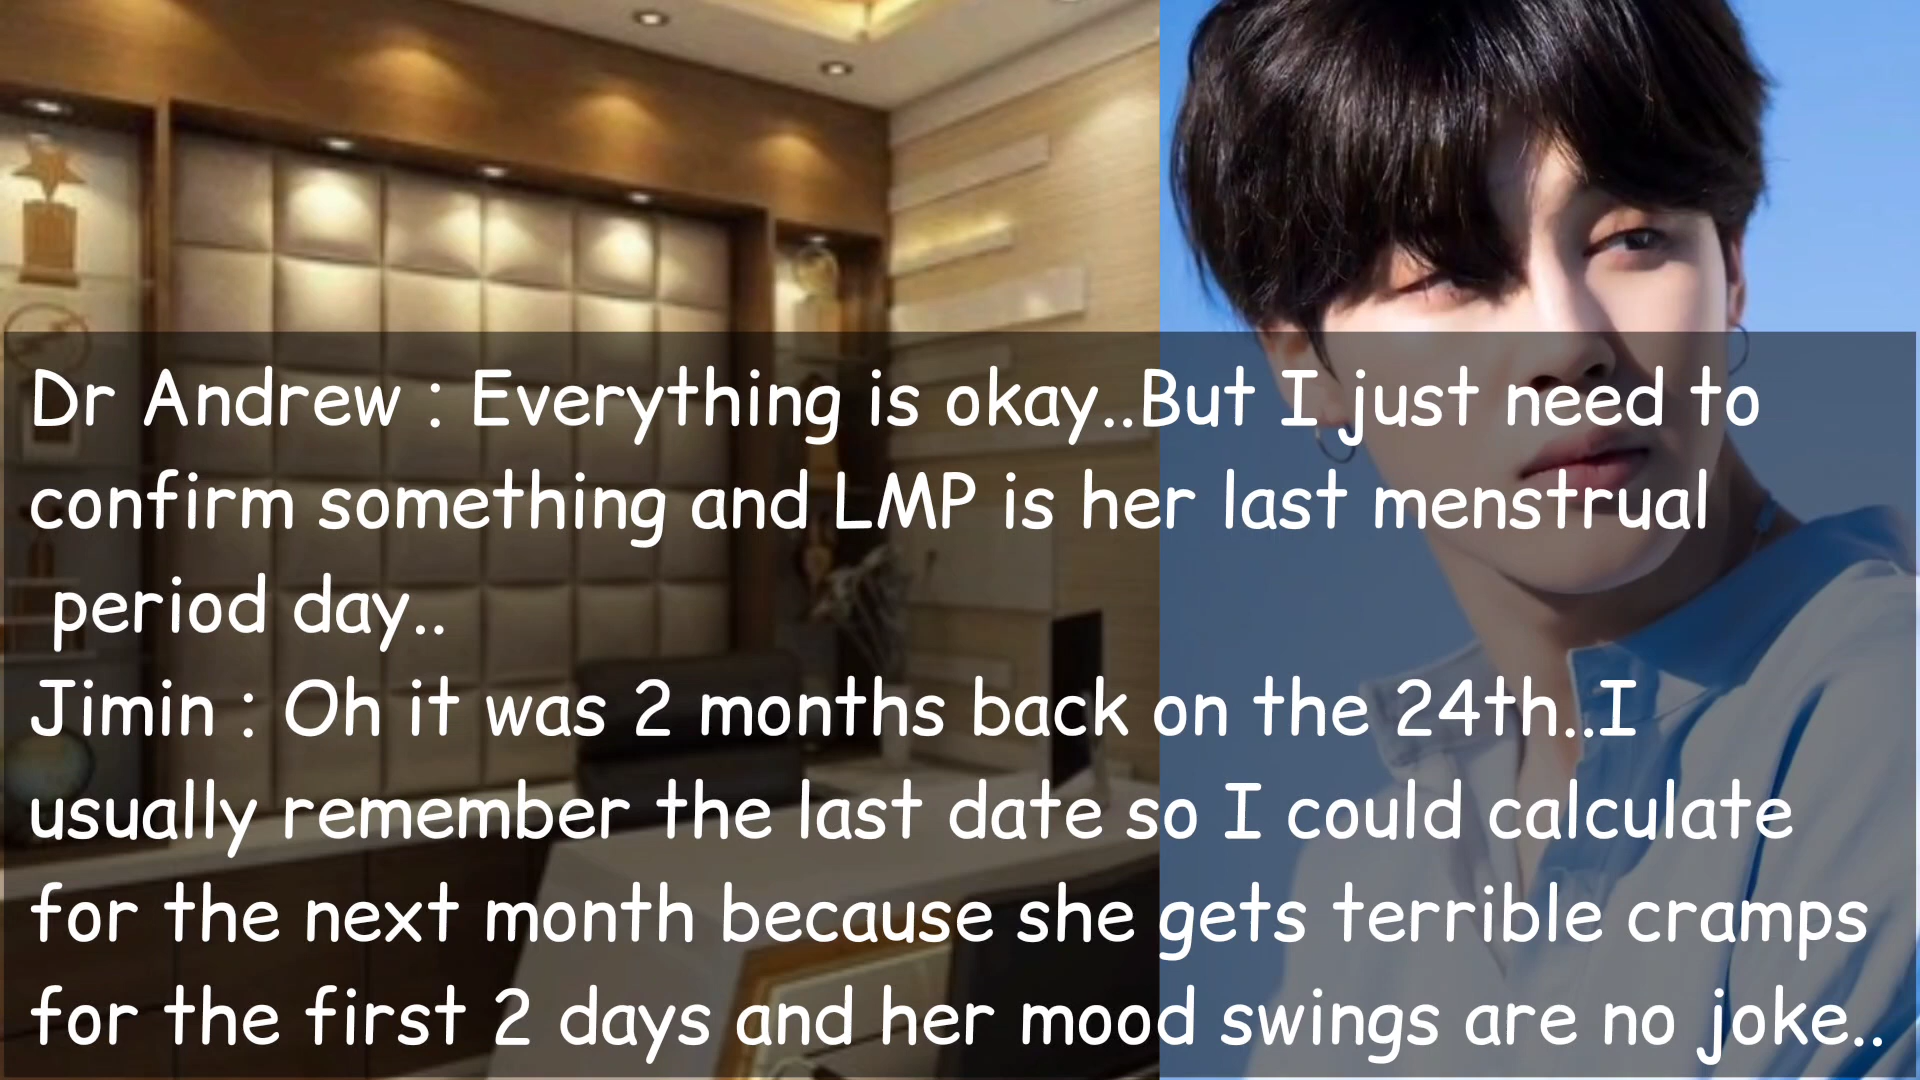 Dr Andrew : Everything is okay..But I just need to
confirm something and LMP is her last menstrual
period day..
Jimin : Oh it was 2 months back on the 24th..I
usually remember the last date so I could calculate
for the next month because she gets terrible cramps
for the first 2 days and her mood swings are no joke..